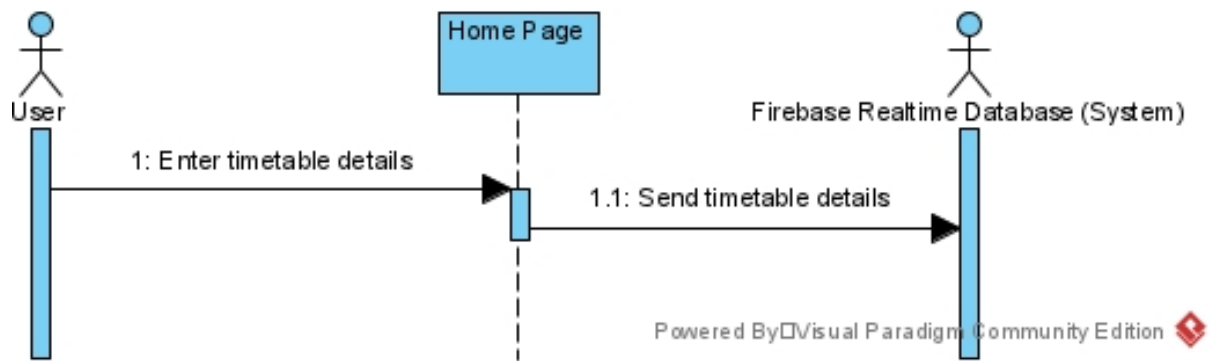 Home Page
User
Firebase Realtime Database (System)
1: Enter timetable details
1.1: Send timetable details
Powered By□Visual Paradigm Community Edition